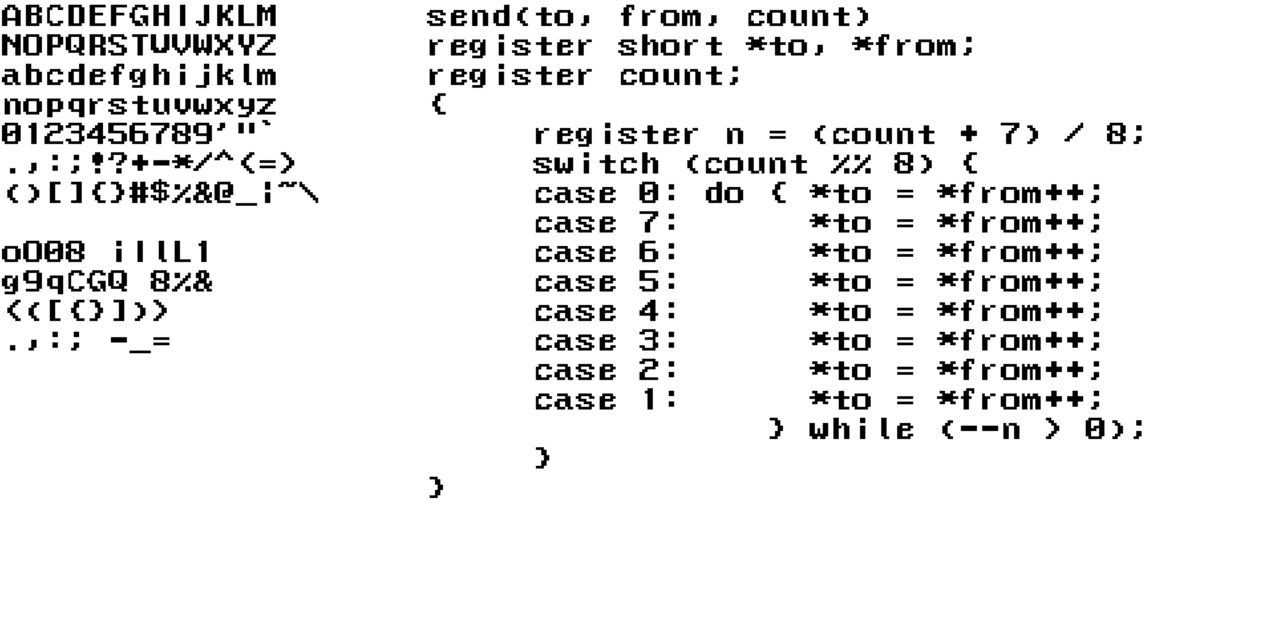 ABCDEFGHIJKLM
NOPQRSTUVWXYZ
abcdefghijklm
nopqrstuvwxyz
0123456789'"`
.,:;!?+-*/^<=>
()[]{}#$%&@_¦~\
oO08 iIlL1
g9qCGQ 8%&
<([{}])>
.,:; -_=
send(to, from, count)
register short *to, *from;
register count;
{
    register n = (count + 7) / 8;
    switch (count %% 8) {
    case 0: do { *to = *from++;
    case 7:      *to = *from++;
    case 6:      *to = *from++;
    case 5:      *to = *from++;
    case 4:      *to = *from++;
    case 3:      *to = *from++;
    case 2:      *to = *from++;
    case 1:      *to = *from++;
            } while (--n > 0);
    }
}